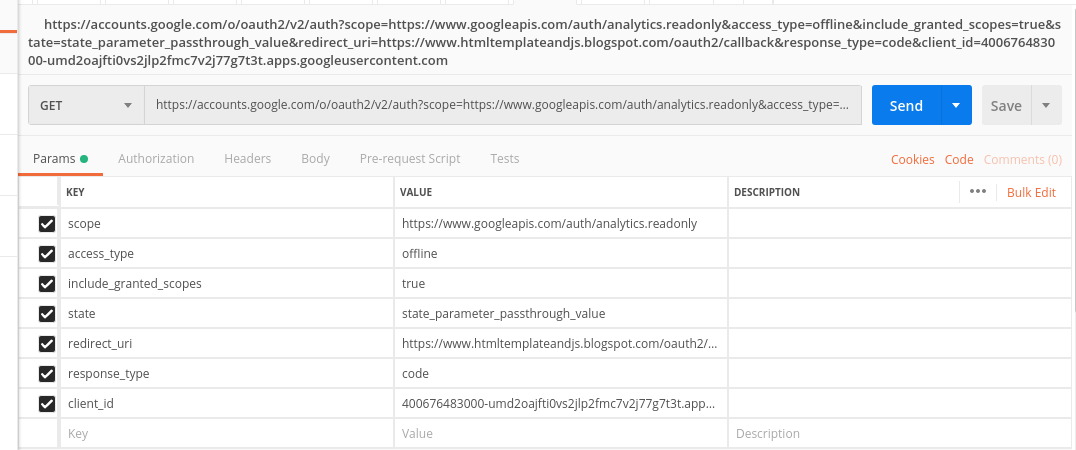 https://accounts.google.com/o/oauth2/v2/auth?scope=https://www.googleapis.com/auth/analytics.readonly&access_type=offline&include_granted_scopes=true&s
tate=state_parameter_passthrough_value&redirect_uri=https://www.htmltemplateandjs.blogspot.com/oauth2/callback&response_type=code&client_id=4006764830
00-umd2oajfti0vs2jlp2fmc7v2j77g7t3t.apps.googleusercontent.com
GET https://accounts.google.com/o/oauth2/v2/auth?scope=https://www.googleapis.com/auth/analytics.readonly&access_type=... Send Save
Params Authorization Headers Body Pre-request Script Tests Cookies Code Comments (0)
KEY VALUE DESCRIPTION ••• Bulk Edit
scope https://www.googleapis.com/auth/analytics.readonly
access_type offline
include_granted_scopes true
state state_parameter_passthrough_value
redirect_uri https://www.htmltemplateandjs.blogspot.com/oauth2/...
response_type code
client_id 400676483000-umd2oajfti0vs2jlp2fmc7v2j77g7t3t.app...
Key Value Description